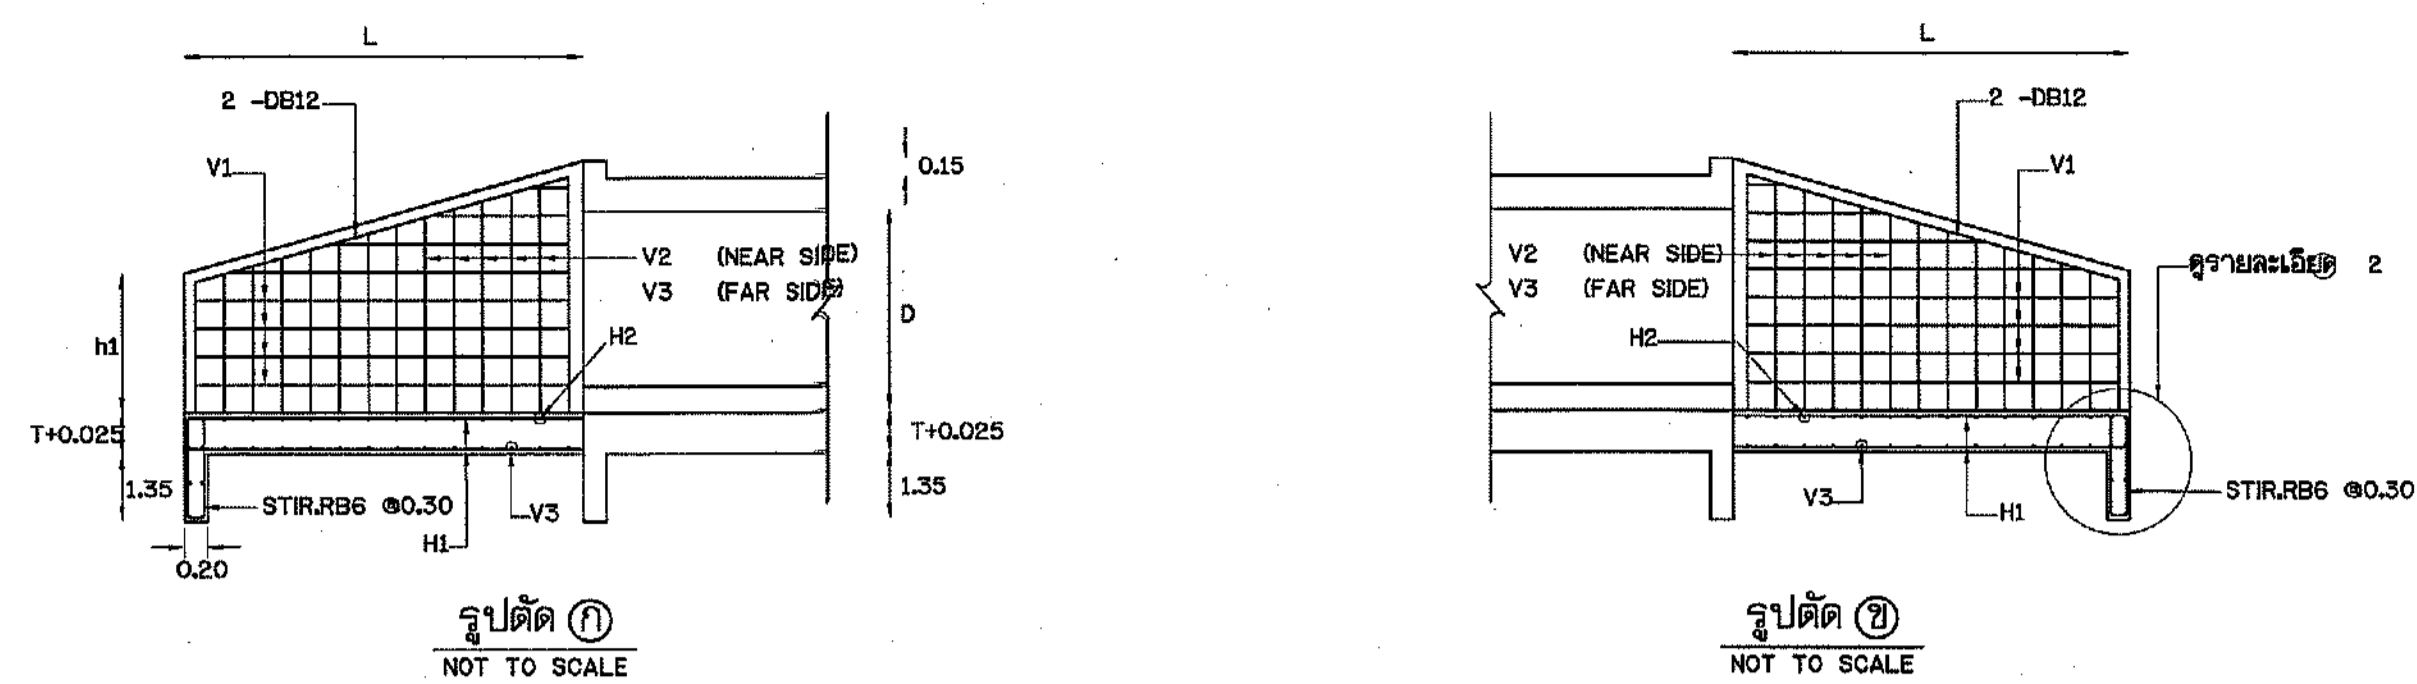 L
2 -DB12
V1
0.15
V2 (NEAR SIDE)
V3 (FAR SIDE)
D
h1
H2
T+0.025
T+0.025
1.35
1.35
STIR.RB6 @0.30
V3
H1
0.20
รูปตัด ก
NOT TO SCALE
L
2 -DB12
V1
V2 (NEAR SIDE)
V3 (FAR SIDE)
ดูรายละเอียด 2
H2
STIR.RB6 @0.30
V3
H1
รูปตัด ข
NOT TO SCALE